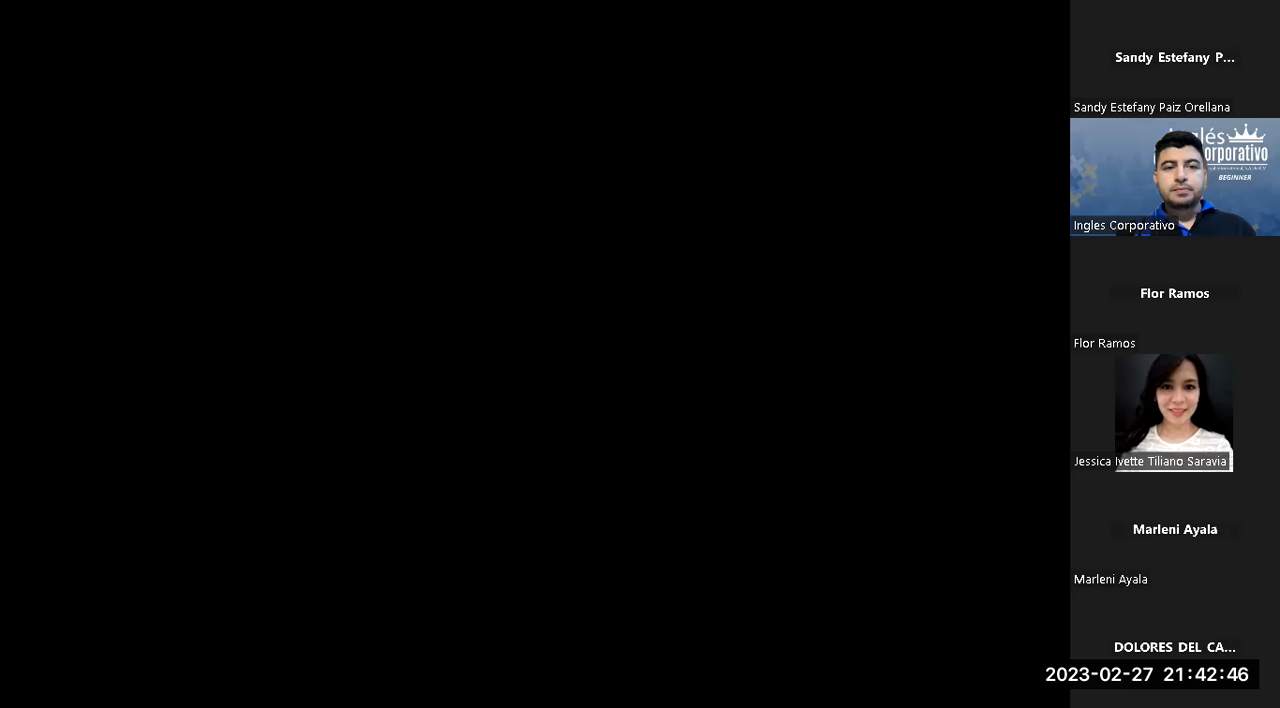 Sandy Estefany P...
Sandy Estefany Paiz Orellana
Inglés
Corporativo
BEGINNER
Ingles Corporativo
Flor Ramos
Flor Ramos
Jessica Ivette Tiliano Saravia
Marleni Ayala
Marleni Ayala
DOLORES DEL CA...
2023-02-27 21:42:46